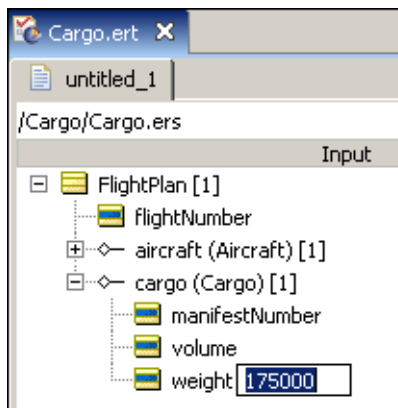 Cargo.ert
untitled_1
/Cargo/Cargo.ers
Input
FlightPlan [1]
flightNumber
aircraft (Aircraft) [1]
cargo (Cargo) [1]
manifestNumber
volume
weight 175000